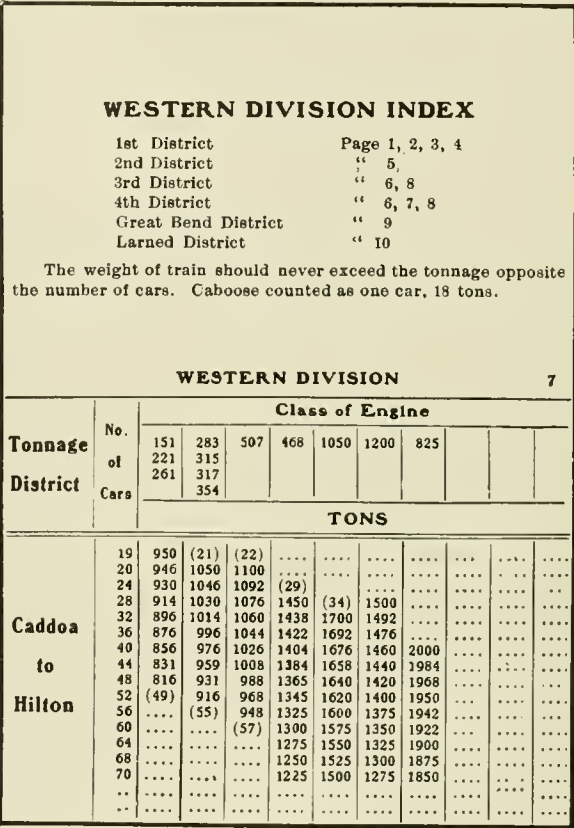 WESTERN DIVISION INDEX
1st District Page 1, 2, 3, 4
2nd District “ 5,
3rd District “ 6, 8
4th District “ 6, 7, 8
Great Bend District “ 9
Larned District “ 10
The weight of train should never exceed the tonnage opposite
the number of cars. Caboose counted as one car, 18 tons.
WESTERN DIVISION 7
Tonnage District
No. of Cars
Class of Engine
151 283 507 468 1050 1200 825
221 315
261 317
354
TONS
Caddoa to Hilton
19 950 (21) (22) .... .... .... .... .... .... ....
20 946 1050 1100 .... .... .... .... .... .... ....
24 930 1046 1092 (29) .... .... .... .... ....
28 914 1030 1076 1450 (34) 1500 .... .... .... ....
32 896 1014 1060 1438 1700 1492 .... .... .... ....
36 876 996 1044 1422 1692 1476 .... .... .... ....
40 856 976 1026 1404 1676 1460 2000 .... .... ....
44 831 959 1008 1384 1658 1440 1984 .... .... ....
48 816 931 988 1365 1640 1420 1968 .... .... ....
52 (49) 916 968 1345 1620 1400 1950 .... .... ....
56 .... (55) 948 1325 1600 1375 1942 .... .... ....
60 .... .... (57) 1300 1575 1350 1922 .... .... ....
64 .... .... .... 1275 1550 1325 1900 .... .... ....
68 .... .... .... 1250 1525 1300 1875 .... .... ....
70 .... .... .... 1225 1500 1275 1850 .... .... ....
.. .... .... .... .... .... .... .... .... .... ....
.. .... .... .... .... .... .... .... .... .... ....